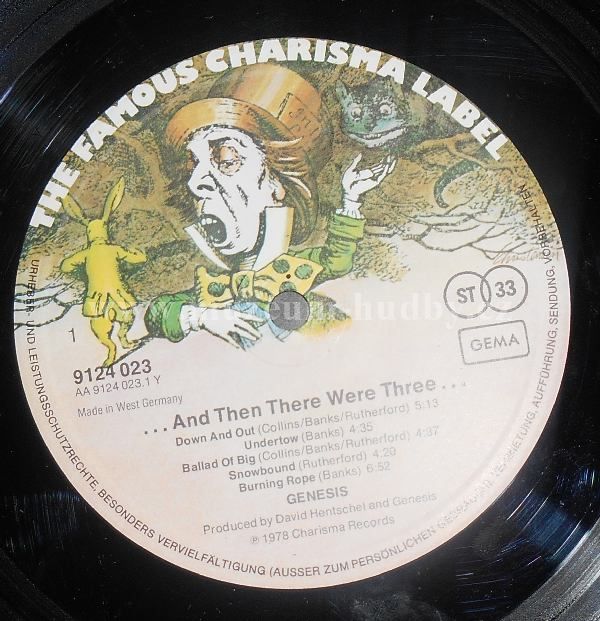 THE FAMOUS CHARISMA LABEL
ST 33
GEMA
1
9124 023
AA 9124 023.1 Y
Made in West Germany
. . . And Then There Were Three . . .
Down And Out (Collins/Banks/Rutherford) 5:13
Undertow (Banks) 4:35
Ballad Of Big (Collins/Banks/Rutherford) 4:37
Snowbound (Rutherford) 4:29
Burning Rope (Banks) 6:52
GENESIS
Produced by David Hentschel and Genesis
℗ 1978 Charisma Records
URHEBER- UND LEISTUNGSSCHUTZRECHTE, BESONDERS VERVIELFÄLTIGUNG (AUSSER ZUM PERSÖNLICHEN VERMIETUNG, AUFFÜHRUNG, SENDUNG, VORBEHALTEN